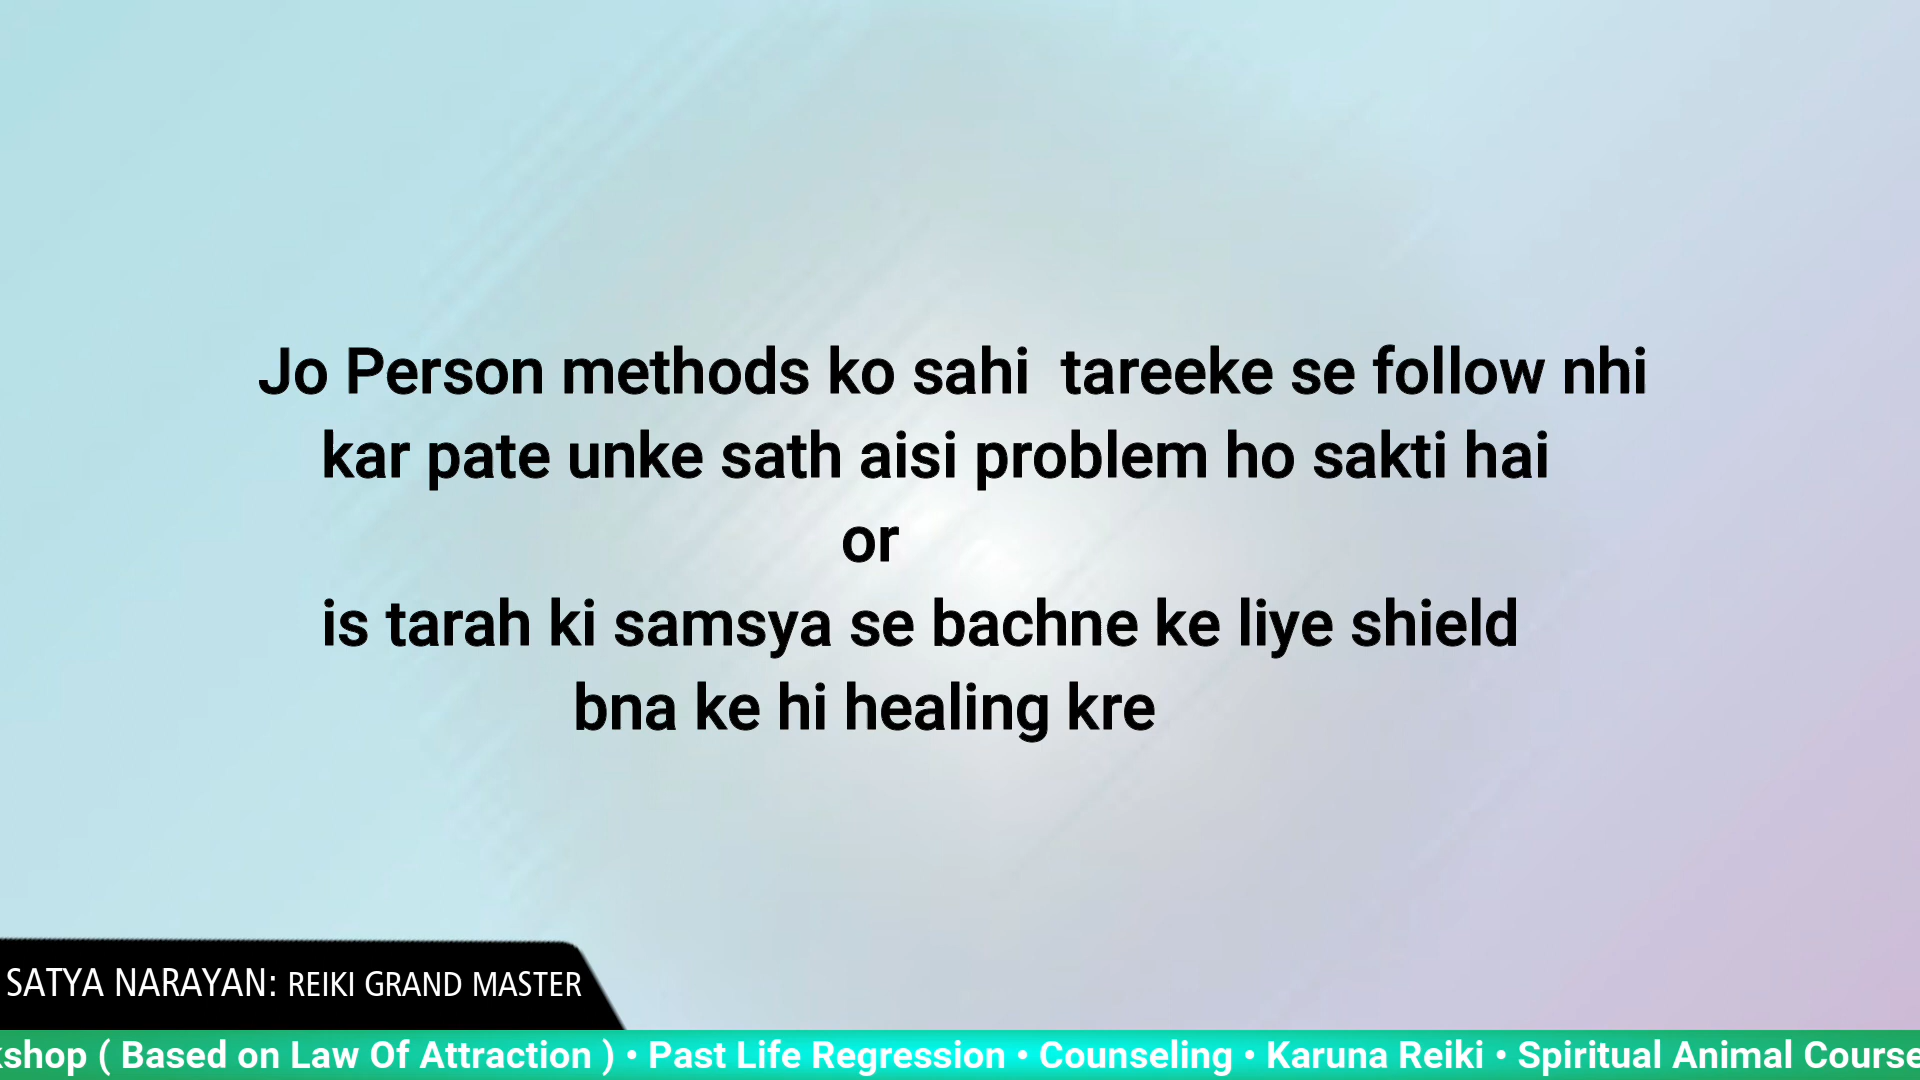 Jo Person methods ko sahi  tareeke se follow nhi
kar pate unke sath aisi problem ho sakti hai
or
is tarah ki samsya se bachne ke liye shield
bna ke hi healing kre
SATYA NARAYAN: REIKI GRAND MASTER
kshop ( Based on Law Of Attraction ) • Past Life Regression • Counseling • Karuna Reiki • Spiritual Animal Course